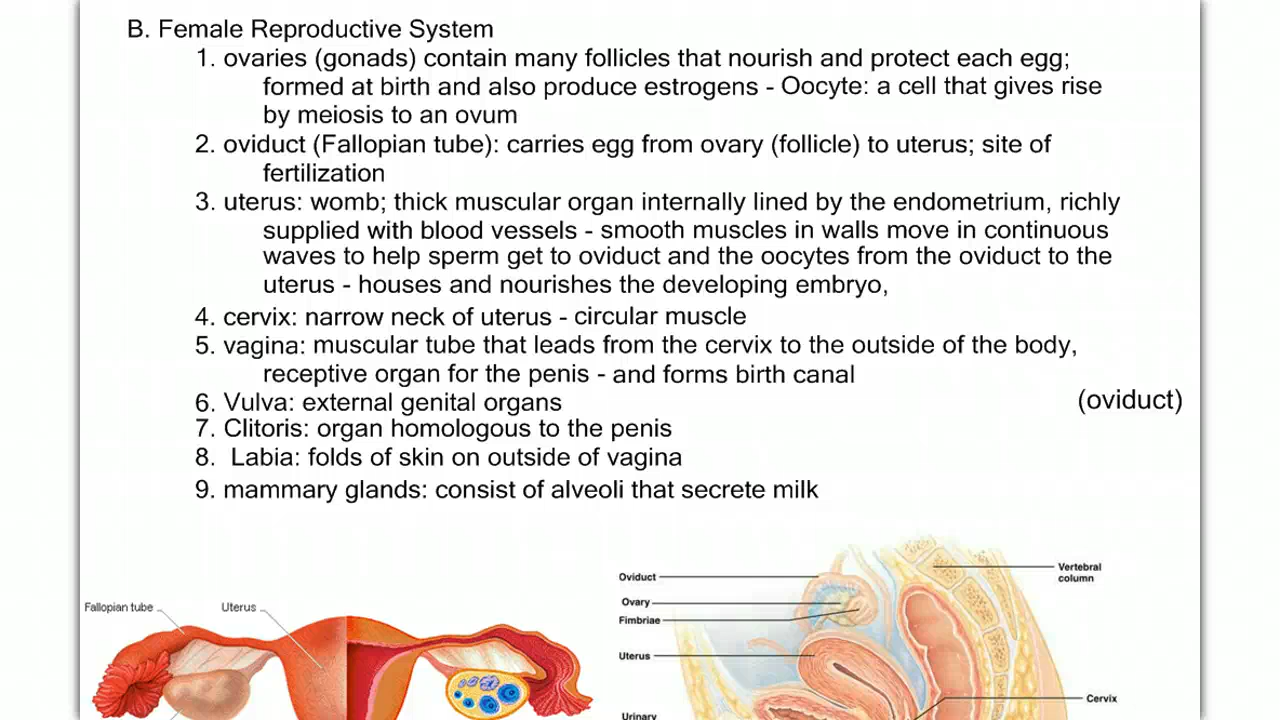 B. Female Reproductive System
1. ovaries (gonads) contain many follicles that nourish and protect each egg;
formed at birth and also produce estrogens - Oocyte: a cell that gives rise
by meiosis to an ovum
2. oviduct (Fallopian tube): carries egg from ovary (follicle) to uterus; site of
fertilization
3. uterus: womb; thick muscular organ internally lined by the endometrium, richly
supplied with blood vessels - smooth muscles in walls move in continuous
waves to help sperm get to oviduct and the oocytes from the oviduct to the
uterus - houses and nourishes the developing embryo,
4. cervix: narrow neck of uterus - circular muscle
5. vagina: muscular tube that leads from the cervix to the outside of the body,
receptive organ for the penis - and forms birth canal
6. Vulva: external genital organs
(oviduct)
7. Clitoris: organ homologous to the penis
8. Labia: folds of skin on outside of vagina
9. mammary glands: consist of alveoli that secrete milk
Fallopian tube
Uterus
Oviduct
Ovary
Fimbriae
Uterus
Urinary
Vertebral
column
Cervix